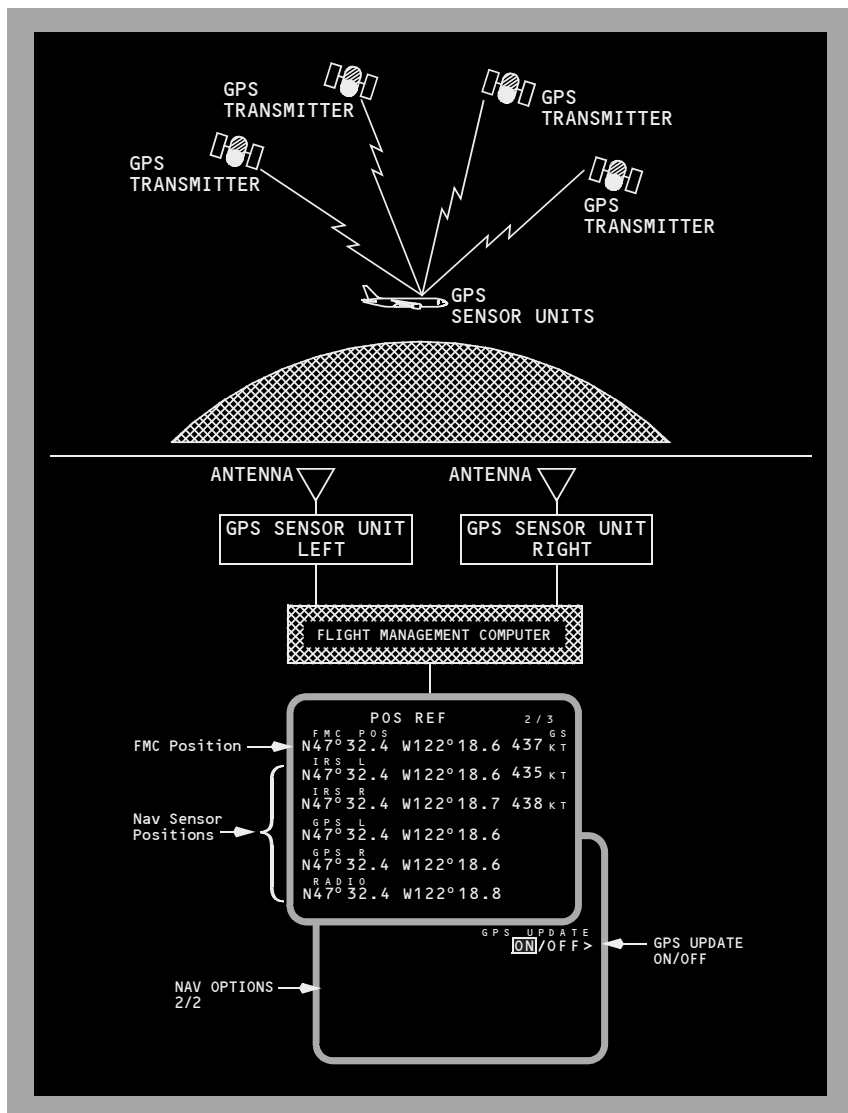 GPS
TRANSMITTER
GPS
TRANSMITTER
GPS
TRANSMITTER
GPS
TRANSMITTER
GPS
SENSOR UNITS
ANTENNA
ANTENNA
GPS SENSOR UNIT
LEFT
GPS SENSOR UNIT
RIGHT
FLIGHT MANAGEMENT COMPUTER
POS REF 2/3
FMC POS GS
FMC Position N47°32.4 W122°18.6 437 KT
IRS L
N47°32.4 W122°18.6 435 KT
IRS R
N47°32.4 W122°18.7 438 KT
GPS L
Nav Sensor
Positions
N47°32.4 W122°18.6
GPS R
N47°32.4 W122°18.6
RADIO
N47°32.4 W122°18.8
GPS UPDATE
ON/OFF>
GPS UPDATE
ON/OFF
NAV OPTIONS
2/2